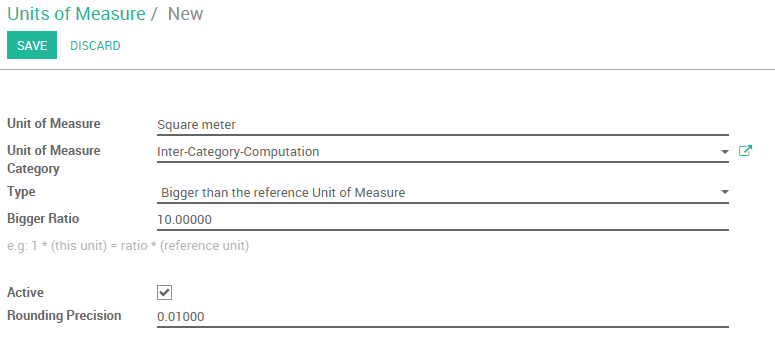 Units of Measure / New
SAVE DISCARD
Unit of Measure Square meter
Unit of Measure Category Inter-Category-Computation
Type Bigger than the reference Unit of Measure
Bigger Ratio 10.00000
e.g: 1 * (this unit) = ratio * (reference unit)
Active
Rounding Precision 0.01000